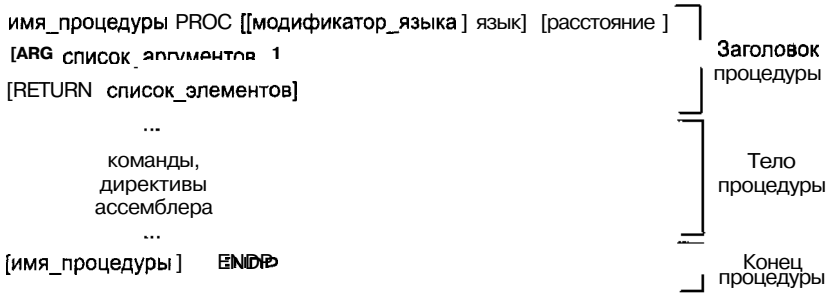 имя_процедуры PROC [[модификатор_языка ] язык] [расстояние ]
[ARG список_аргументов 1
[RETURN список_элементов]
Заголовок
процедуры
...
команды,
директивы
ассемблера
...
Тело
процедуры
[имя_процедуры ] ENDP
Конец
процедуры